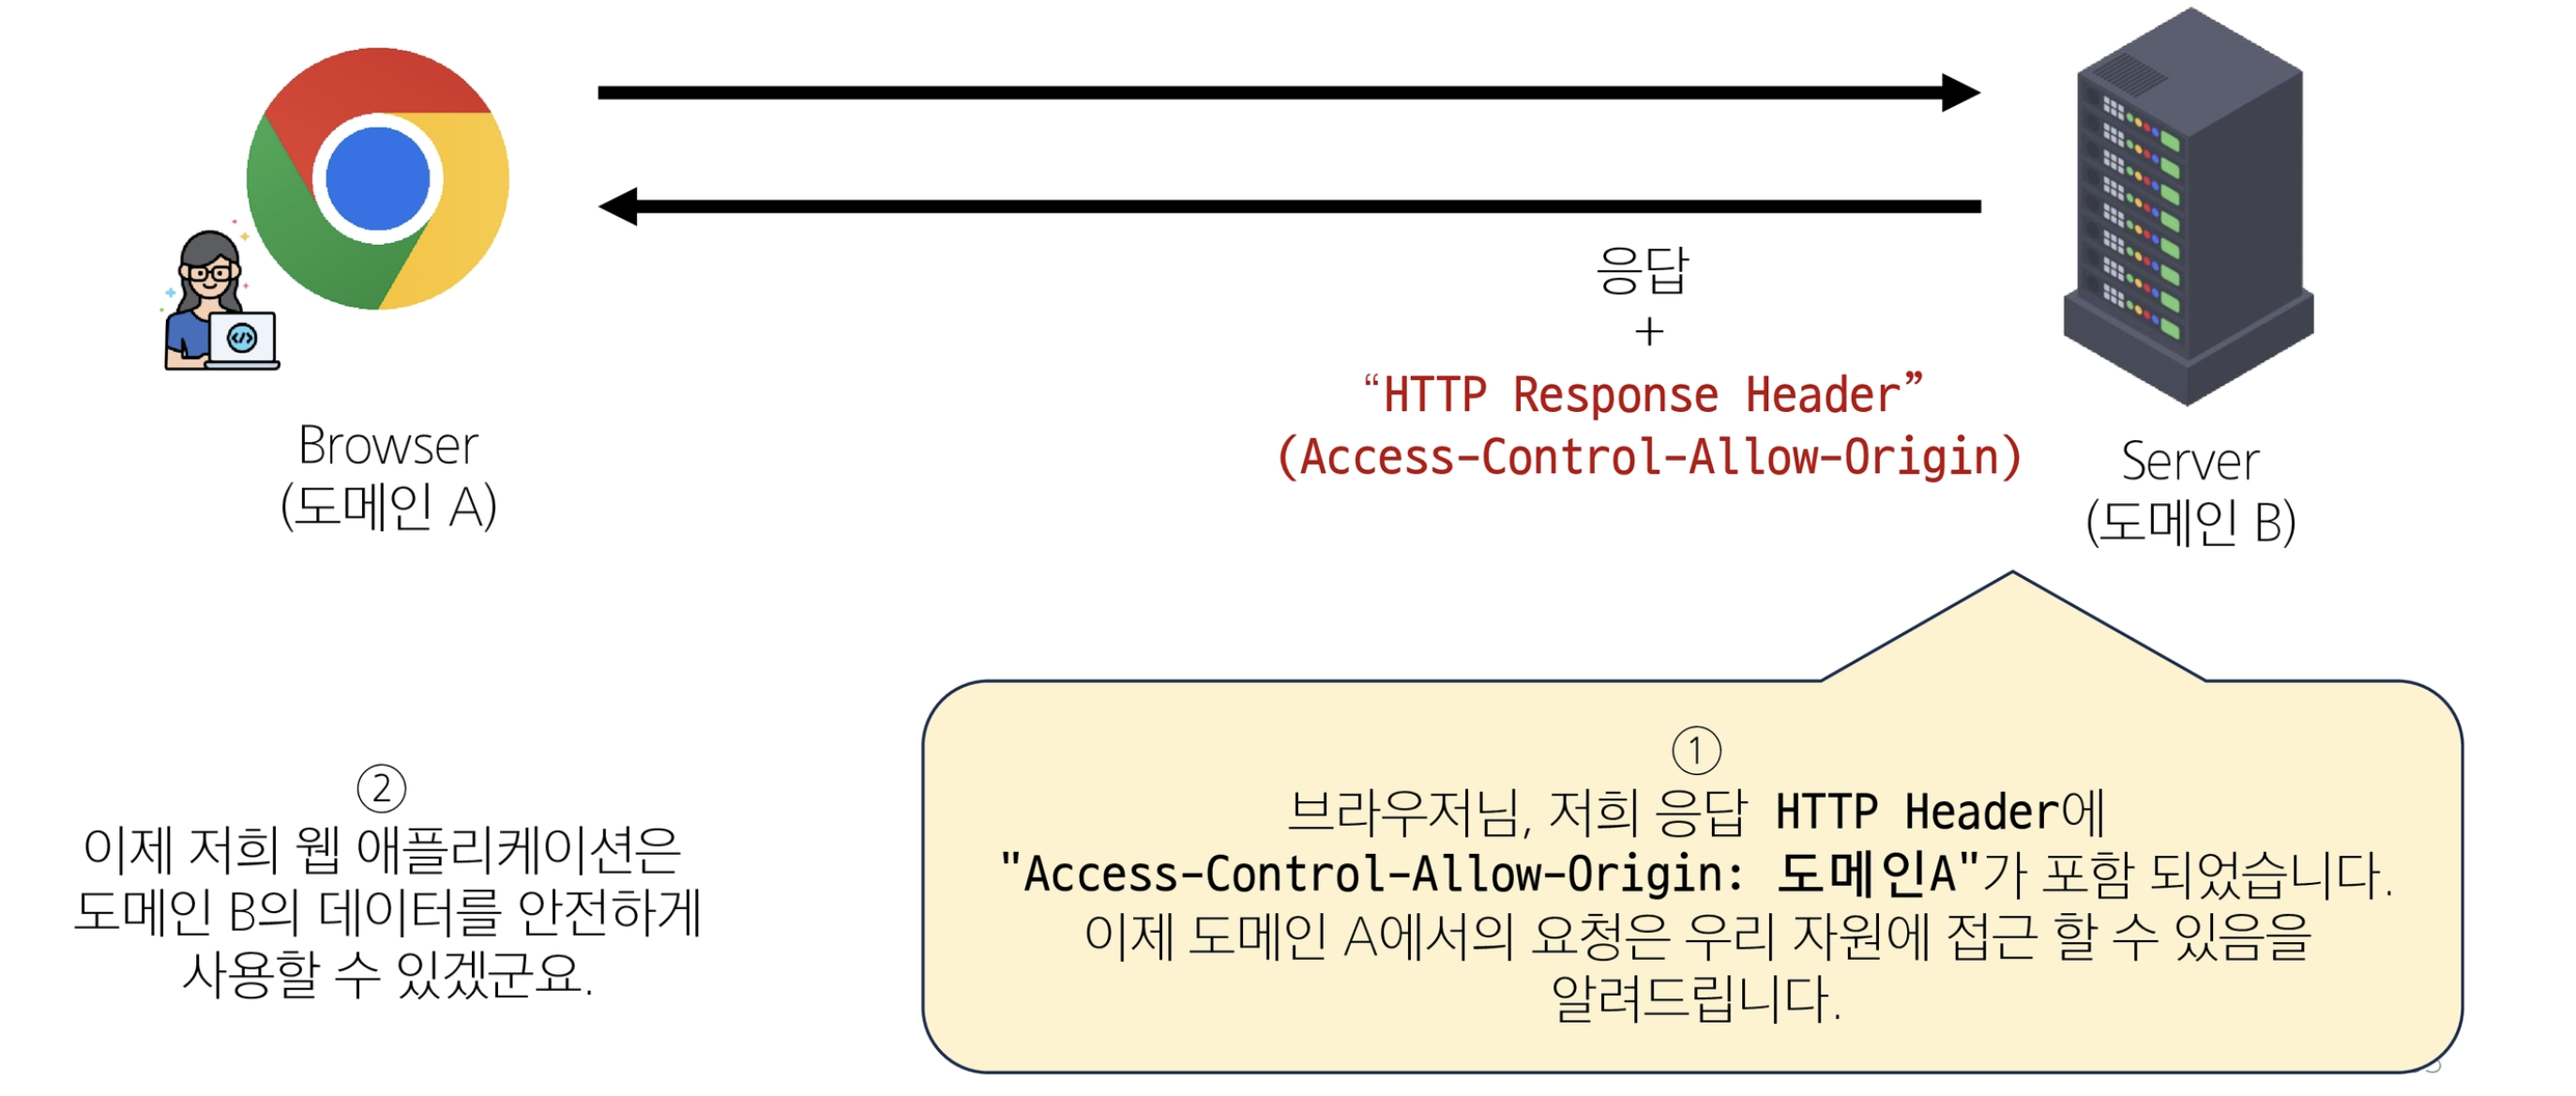 응답
+
“HTTP Response Header”
(Access-Control-Allow-Origin)
Browser
(도메인 A)
Server
(도메인 B)
①
브라우저님, 저희 응답 HTTP Header에
"Access-Control-Allow-Origin: 도메인A"가 포함 되었습니다.
이제 도메인 A에서의 요청은 우리 자원에 접근 할 수 있음을
알려드립니다.
②
이제 저희 웹 애플리케이션은
도메인 B의 데이터를 안전하게
사용할 수 있겠군요.